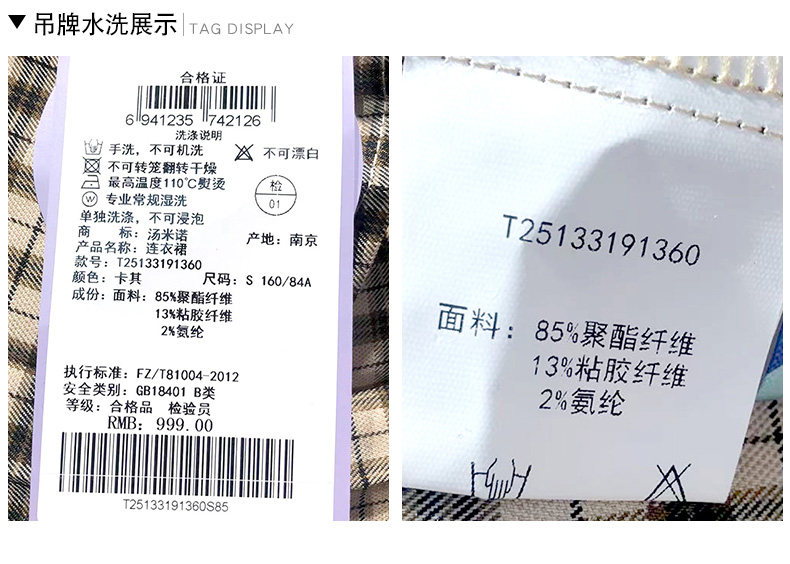 吊牌水洗展示 TAG DISPLAY
合格证
6 941235 742126
洗涤说明
手洗，不可机洗 不可漂白
不可转笼翻转干燥
最高温度110℃熨烫
专业常规湿洗
检
01
单独洗涤，不可浸泡
商 标：汤米诺
产地：南京
产品名称：连衣裙
款号：T25133191360
颜色：卡其 尺码：S 160/84A
成份：面料：85%聚酯纤维
13%粘胶纤维
2%氨纶
执行标准：FZ/T81004-2012
安全类别：GB18401 B类
等级：合格品 检验员
RMB：999.00
T25133191360S85
T25133191360
面料：85%聚酯纤维
13%粘胶纤维
2%氨纶